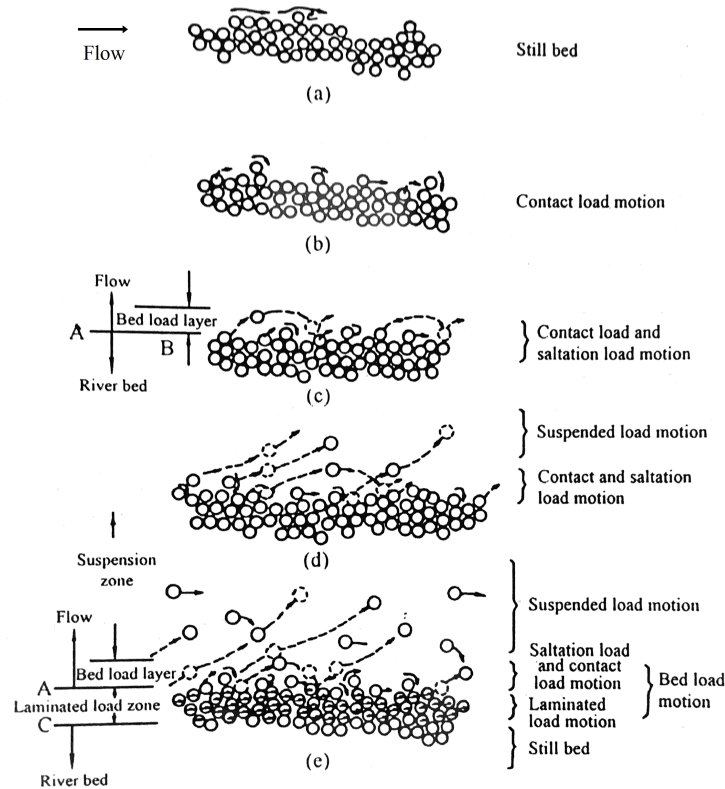 Flow
Still bed
(a)
Contact load motion
(b)
Flow
Bed load layer
A
B
River bed
Contact load and
saltation load motion
(c)
Suspended load motion
Contact and saltation
load motion
(d)
Suspension
zone
Flow
Bed load layer
A
Laminated load zone
C
River bed
Suspended load motion
Saltation load
and contact
load motion
Laminated
load motion
Bed load
motion
Still bed
(e)